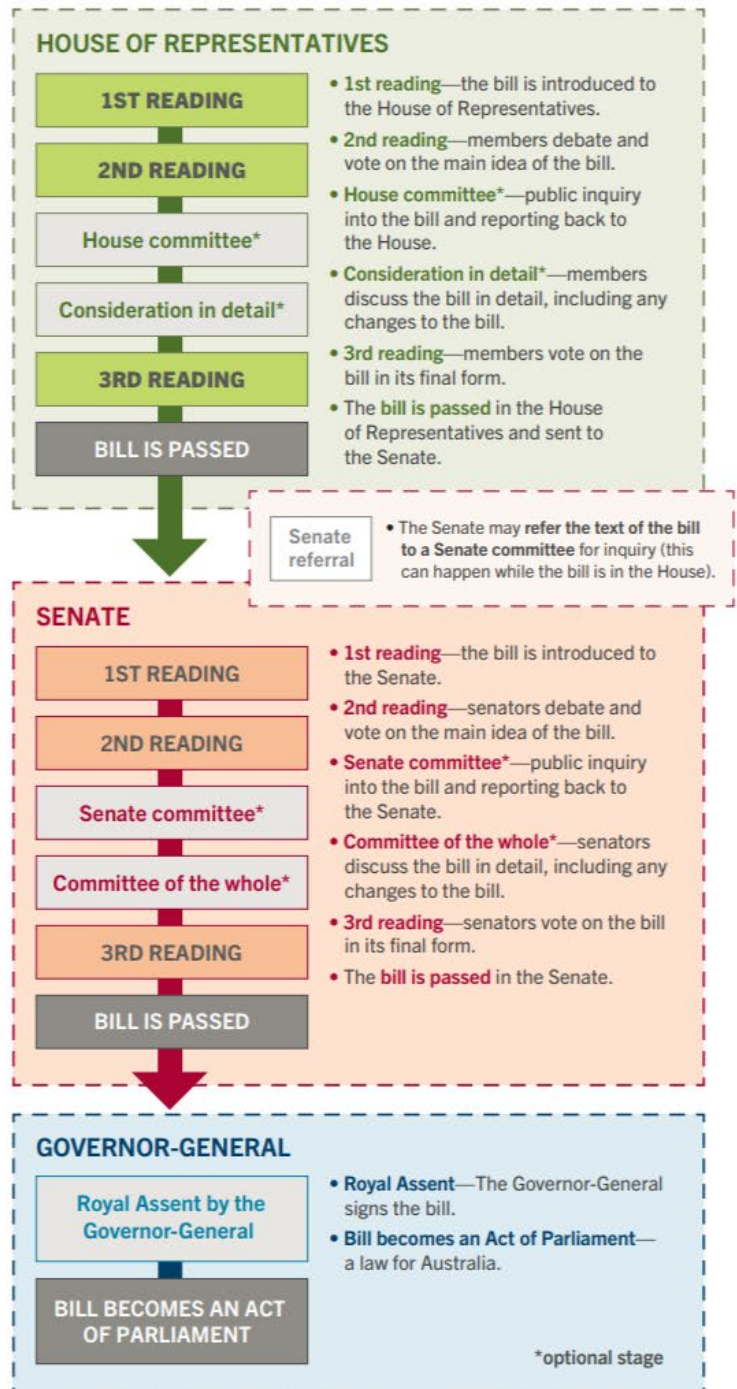 HOUSE OF REPRESENTATIVES
1ST READING
2ND READING
House committee*
Consideration in detail*
3RD READING
BILL IS PASSED
• 1st reading—the bill is introduced to
the House of Representatives.
• 2nd reading—members debate and
vote on the main idea of the bill.
• House committee*—public inquiry
into the bill and reporting back to
the House.
• Consideration in detail*—members
discuss the bill in detail, including any
changes to the bill.
• 3rd reading—members vote on the
bill in its final form.
• The bill is passed in the House
of Representatives and sent to
the Senate.
Senate
referral
• The Senate may refer the text of the bill
to a Senate committee for inquiry (this
can happen while the bill is in the House).
SENATE
1ST READING
2ND READING
Senate committee*
Committee of the whole*
3RD READING
BILL IS PASSED
• 1st reading—the bill is introduced to
the Senate.
• 2nd reading—senators debate and
vote on the main idea of the bill.
• Senate committee*—public inquiry
into the bill and reporting back to
the Senate.
• Committee of the whole*—senators
discuss the bill in detail, including any
changes to the bill.
• 3rd reading—senators vote on the bill
in its final form.
• The bill is passed in the Senate.
GOVERNOR-GENERAL
Royal Assent by the
Governor-General
BILL BECOMES AN ACT
OF PARLIAMENT
• Royal Assent—The Governor-General
signs the bill.
• Bill becomes an Act of Parliament—
a law for Australia.
*optional stage